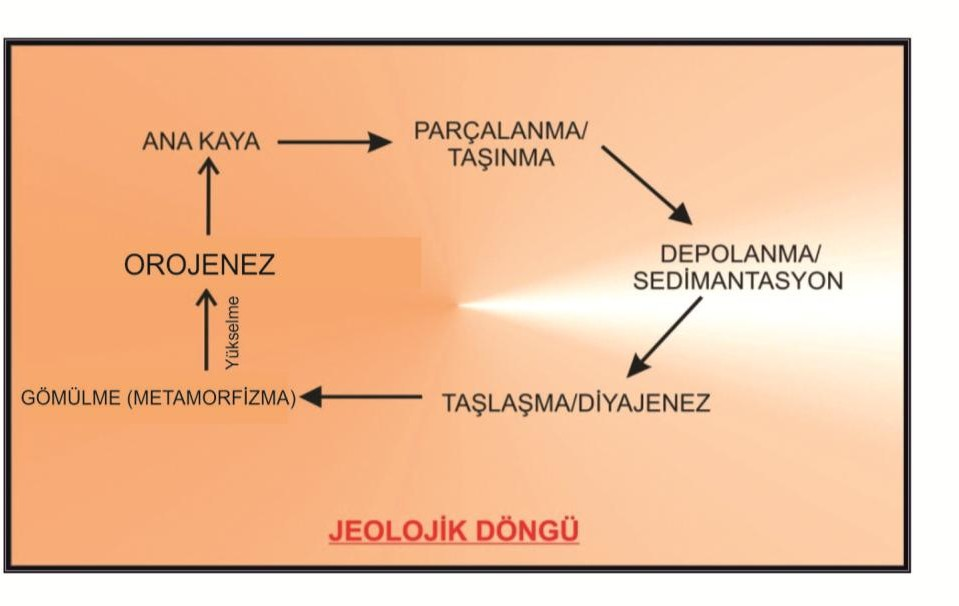 ANA KAYA
PARÇALANMA/
TAŞINMA
DEPOLANMA/
SEDİMANTASYON
TAŞLAŞMA/DİYAJENEZ
GÖMÜLME (METAMORFİZMA)
Yükselme
OROJENEZ
JEOLOJİK DÖNGÜ